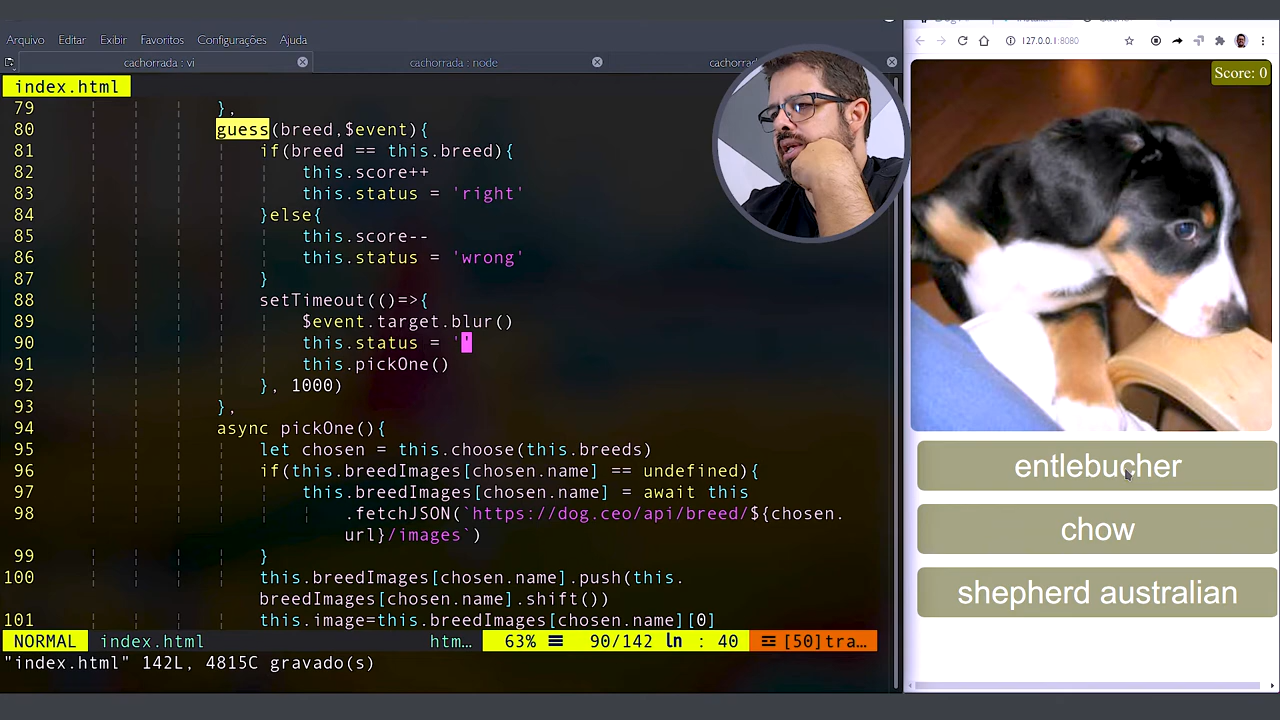 Arquivo Editar Exibir Favoritos Configurações Ajuda
cachorrada : vi
cachorrada : node
127.0.0.1:8080
index.html
Score: 0
79 },
80 guess(breed,$event){
81 if(breed == this.breed){
82 this.score++
83 this.status = 'right'
84 }else{
85 this.score--
86 this.status = 'wrong'
87 }
88 setTimeout(()=>{
89 $event.target.blur()
90 this.status = ''
91 this.pickOne()
92 }, 1000)
93 },
94 async pickOne(){
95 let chosen = this.choose(this.breeds)
96 if(this.breedImages[chosen.name] == undefined){
97 this.breedImages[chosen.name] = await this
98 .fetchJSON(`https://dog.ceo/api/breed/${chosen.
url}/images`)
99 }
100 this.breedImages[chosen.name].push(this.
breedImages[chosen.name].shift())
101 this.image=this.breedImages[chosen.name][0]
entlebucher
chow
shepherd australian
NORMAL index.html htm… 63% ☰ 90/142 ln : 40 [50]tra…
"index.html" 142L, 4815C gravado(s)